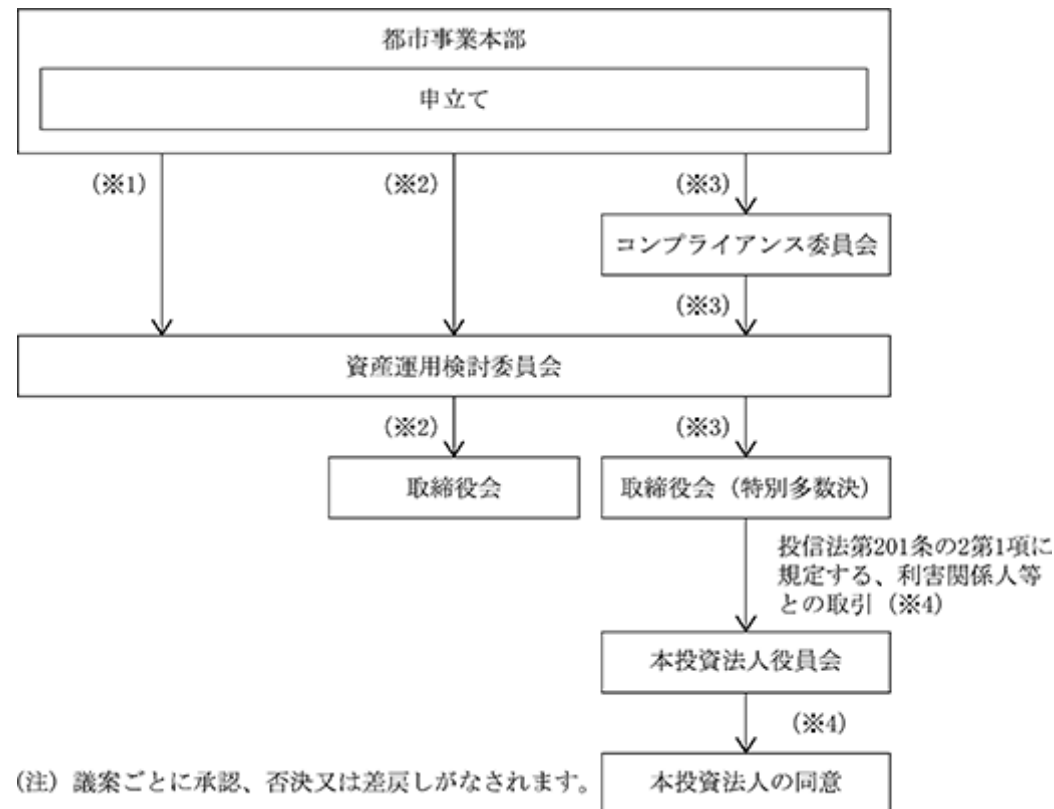 都市事業本部
申立て
(※1)
(※2)
(※3)
コンプライアンス委員会
(※3)
資産運用検討委員会
(※2)
(※3)
取締役会
取締役会（特別多数決）
投信法第201条の2第1項に
規定する、利害関係人等
との取引（※4）
本投資法人役員会
(※4)
(注) 議案ごとに承認、否決又は差戻しがなされます。
本投資法人の同意